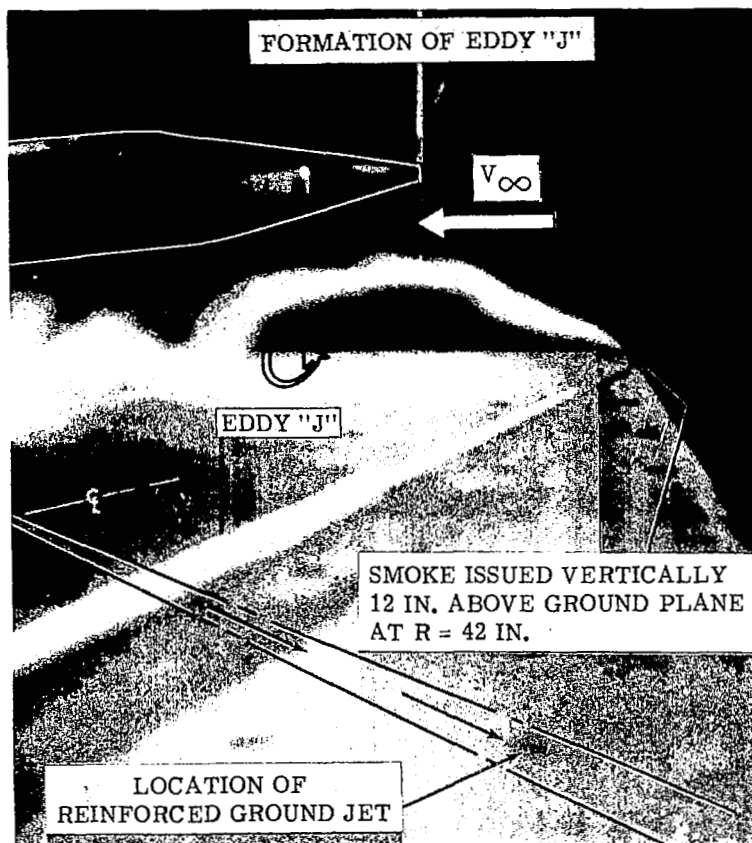 FORMATION OF EDDY "J"
V∞
EDDY "J"
℄
SMOKE ISSUED VERTICALLY
12 IN. ABOVE GROUND PLANE
AT R = 42 IN.
LOCATION OF
REINFORCED GROUND JET